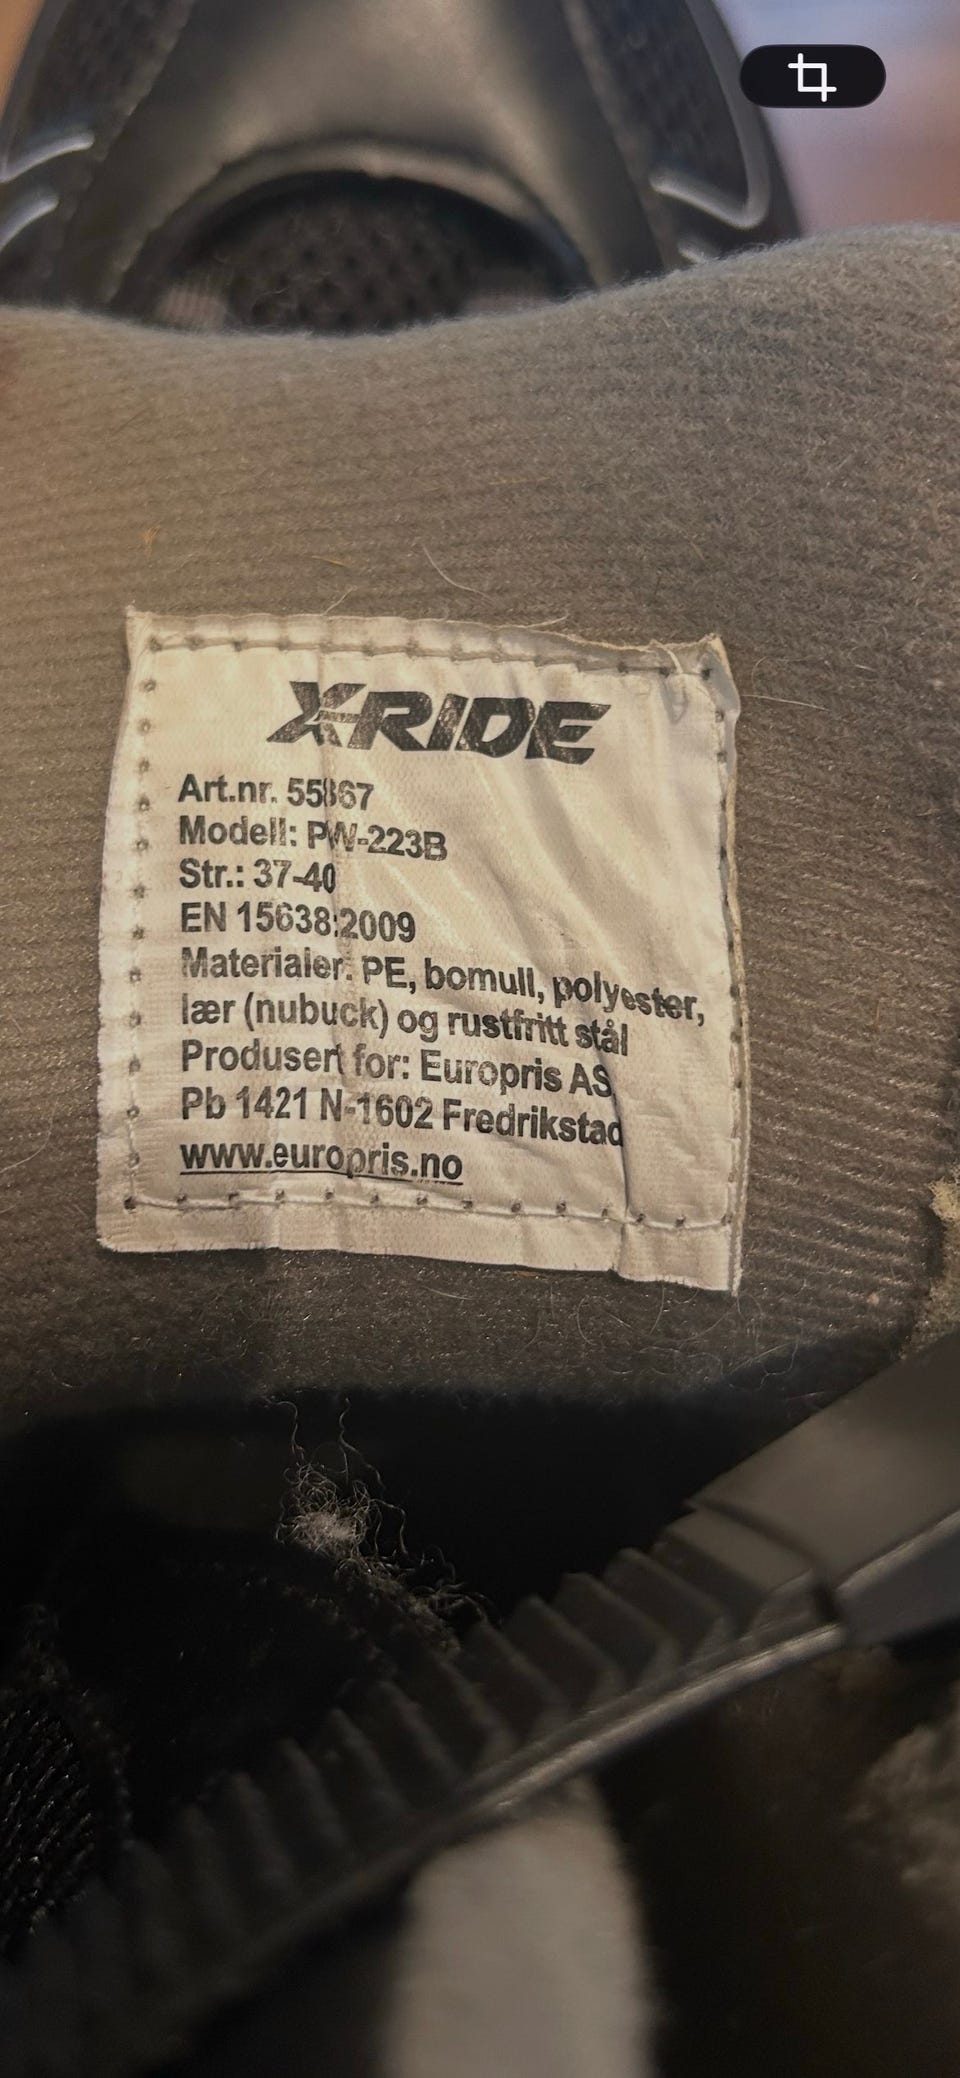 X-RIDE
Art.nr. 55867
Modell: PW-223B
Str.: 37-40
EN 15638:2009
Materialer: PE, bomull, polyester,
lær (nubuck) og rustfritt stål
Produsert for: Europris AS
Pb 1421 N-1602 Fredrikstad
www.europris.no